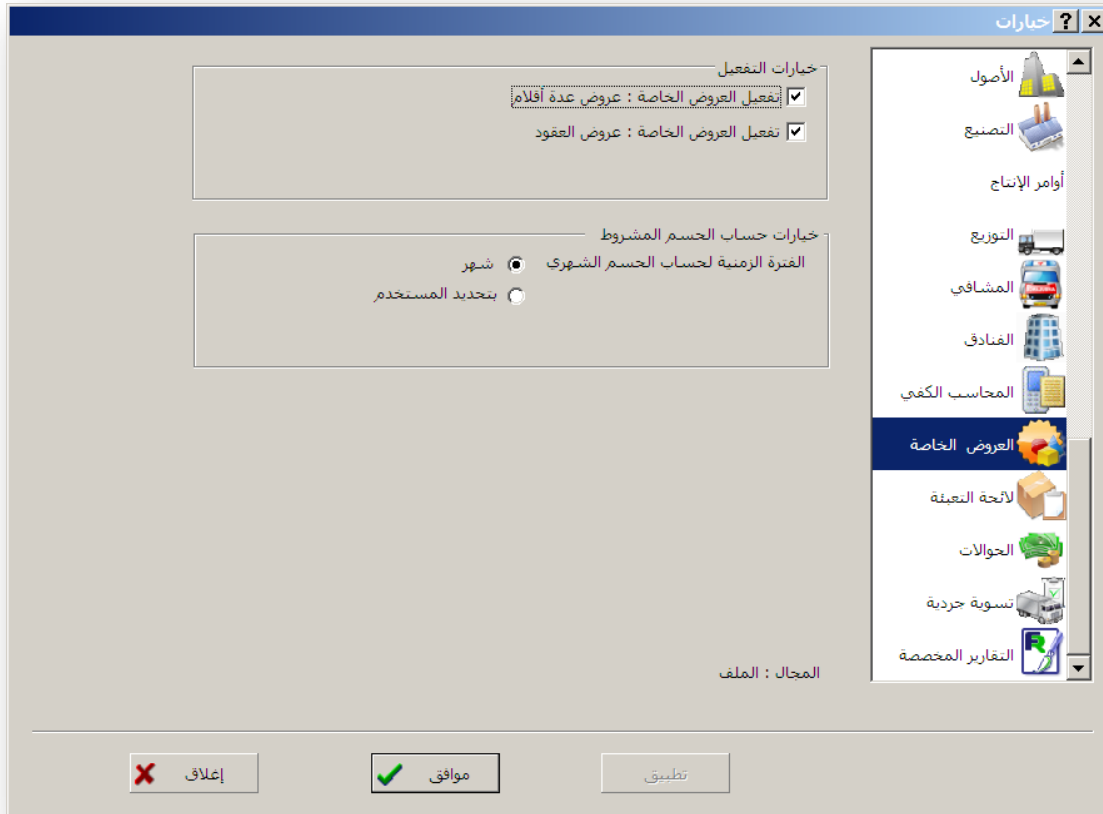 خيارات
خيارات التفعيل
تفعيل العروض الخاصة : عروض عدة أقلام
تفعيل العروض الخاصة : عروض العقود
خيارات حساب الحسم المشروط
الفترة الزمنية لحساب الحسم الشهري
شهر
بتحديد المستخدم
المجال : الملف
الأصول
التصنيع
أوامر الإنتاج
التوزيع
المشافي
الفنادق
المحاسب الكفي
العروض الخاصة
لائحة التعبئة
الحوالات
تسوية جردية
التقارير المخصصة
تطبيق
موافق
إغلاق